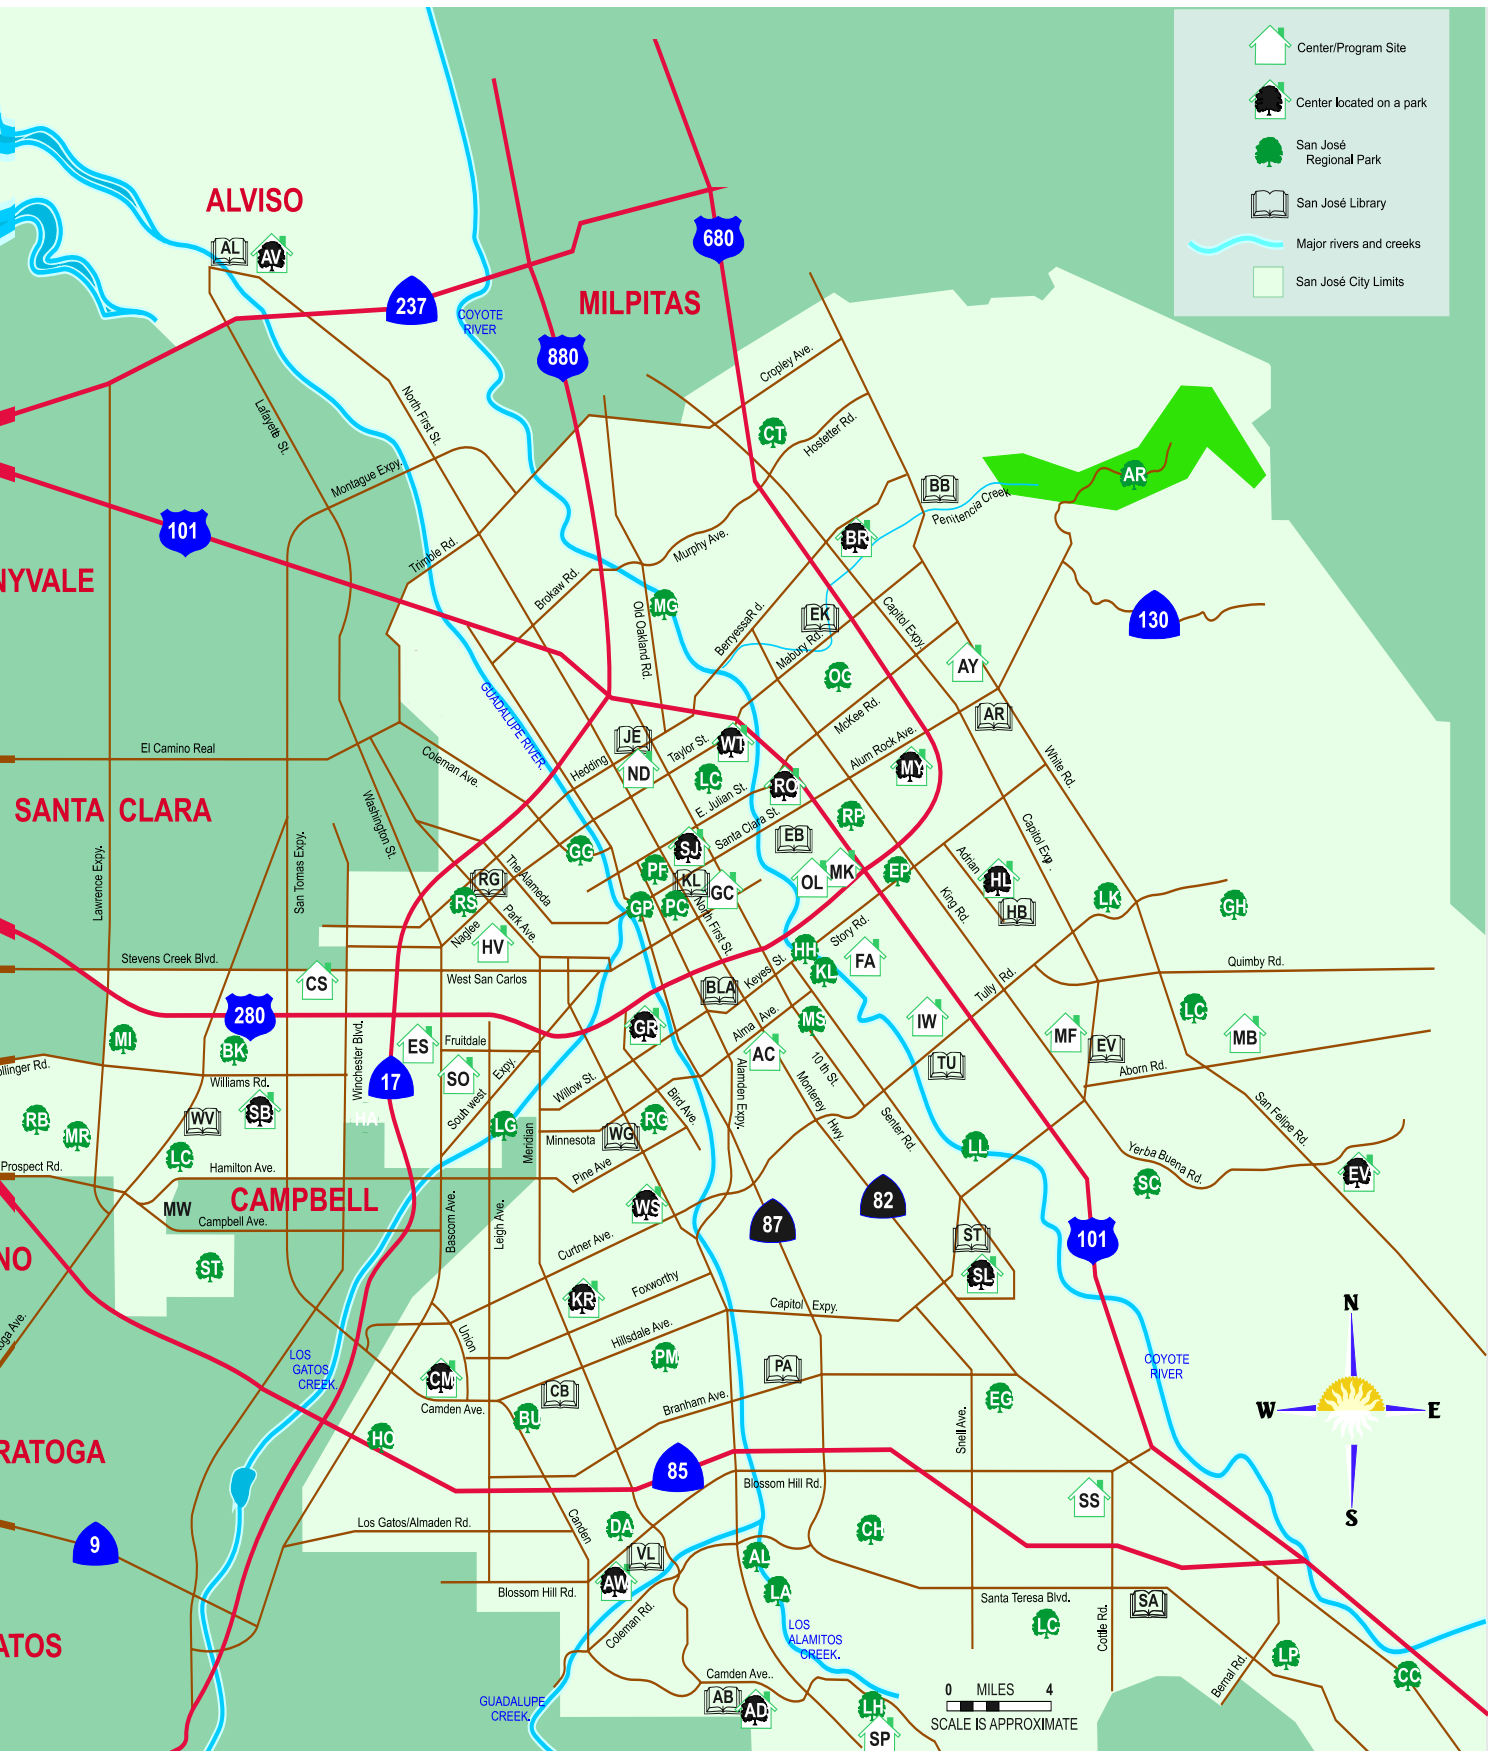 Center/Program Site
Center located on a park
San José
Regional Park
San José Library
Major rivers and creeks
San José City Limits
ALVISO
AL
AV
237
680
MILPITAS
COYOTE
RIVER
880
Cropley Ave.
North First St.
Lafayette St.
Hostetter Rd.
CT
Montague Expy.
AR
BB
Penitencia Creek
101
BR
Trimble Rd.
Murphy Ave.
Brokaw Rd.
NYVALE
MG
Old Oakland Rd.
BerryessaR d.
EK
Mabury Rd.
Capitol Expy.
130
AY
OG
GUADALUPE RIVER.
McKee Rd.
AR
El Camino Real
Coleman Ave.
Hedding
JE
ND
Taylor St.
WT
LC
Alum Rock Ave.
MY
White Rd.
RO
E. Julian St.
SANTA CLARA
Washington St.
Santa Clara St.
RP
EB
Capitol Exp.
Lawrence Expy.
San Tomas Expy.
GG
SJ
PF
The Alameda
RG
KL
GC
OL
MK
EP
Adrian
HL
HB
LK
GH
RS
GP
PC
Park Ave.
Naglee
North First St.
King Rd.
HV
Story Rd.
HH
FA
KL
Stevens Creek Blvd.
West San Carlos
CS
Keyes St.
BLA
Tully Rd.
Quimby Rd.
280
GR
Alma Ave.
MS
IW
MF
LC
MB
MI
BK
Winchester Blvd.
ES
Fruitdale
SO
AC
EV
TU
Aborn Rd.
ollinger Rd.
Williams Rd.
17
South west Expy.
Willow St.
Bird Ave.
Alamden Expy.
10 th St.
Monterey Hwy.
Senter Rd.
San Felipe Rd.
SB
WV
HA
RB
MR
LC
LG
Meridian
Minnesota
WG
RG
LL
Yerba Buena Rd.
EV
SC
Prospect Rd.
Hamilton Ave.
Pine Ave
CAMPBELL
MW
Campbell Ave.
Bascom Ave.
Leigh Ave.
WS
87
82
101
ST
SL
NO
ST
Curtner Ave.
Foxworthy
KR
Capitol Expy.
oga Ave.
Union
Hillsdale Ave.
LOS
GATOS
CREEK.
PM
PA
COYOTE
RIVER
N
W
E
S
CM
Camden Ave.
CB
BU
Branham Ave.
EG
Snell Ave.
HO
RATOGA
85
Blossom Hill Rd.
SS
9
Los Gatos/Almaden Rd.
Camden
DA
VL
AW
CH
AL
LA
Blossom Hill Rd.
Coleman Rd.
Santa Teresa Blvd.
LC
SA
Cottle Rd.
LOS
ALAMITOS
CREEK.
ATOS
LP
CC
Bernal Rd.
Camden Ave..
GUADALUPE
CREEK.
AB
AD
LH
SP
0 MILES 4
SCALE IS APPROXIMATE